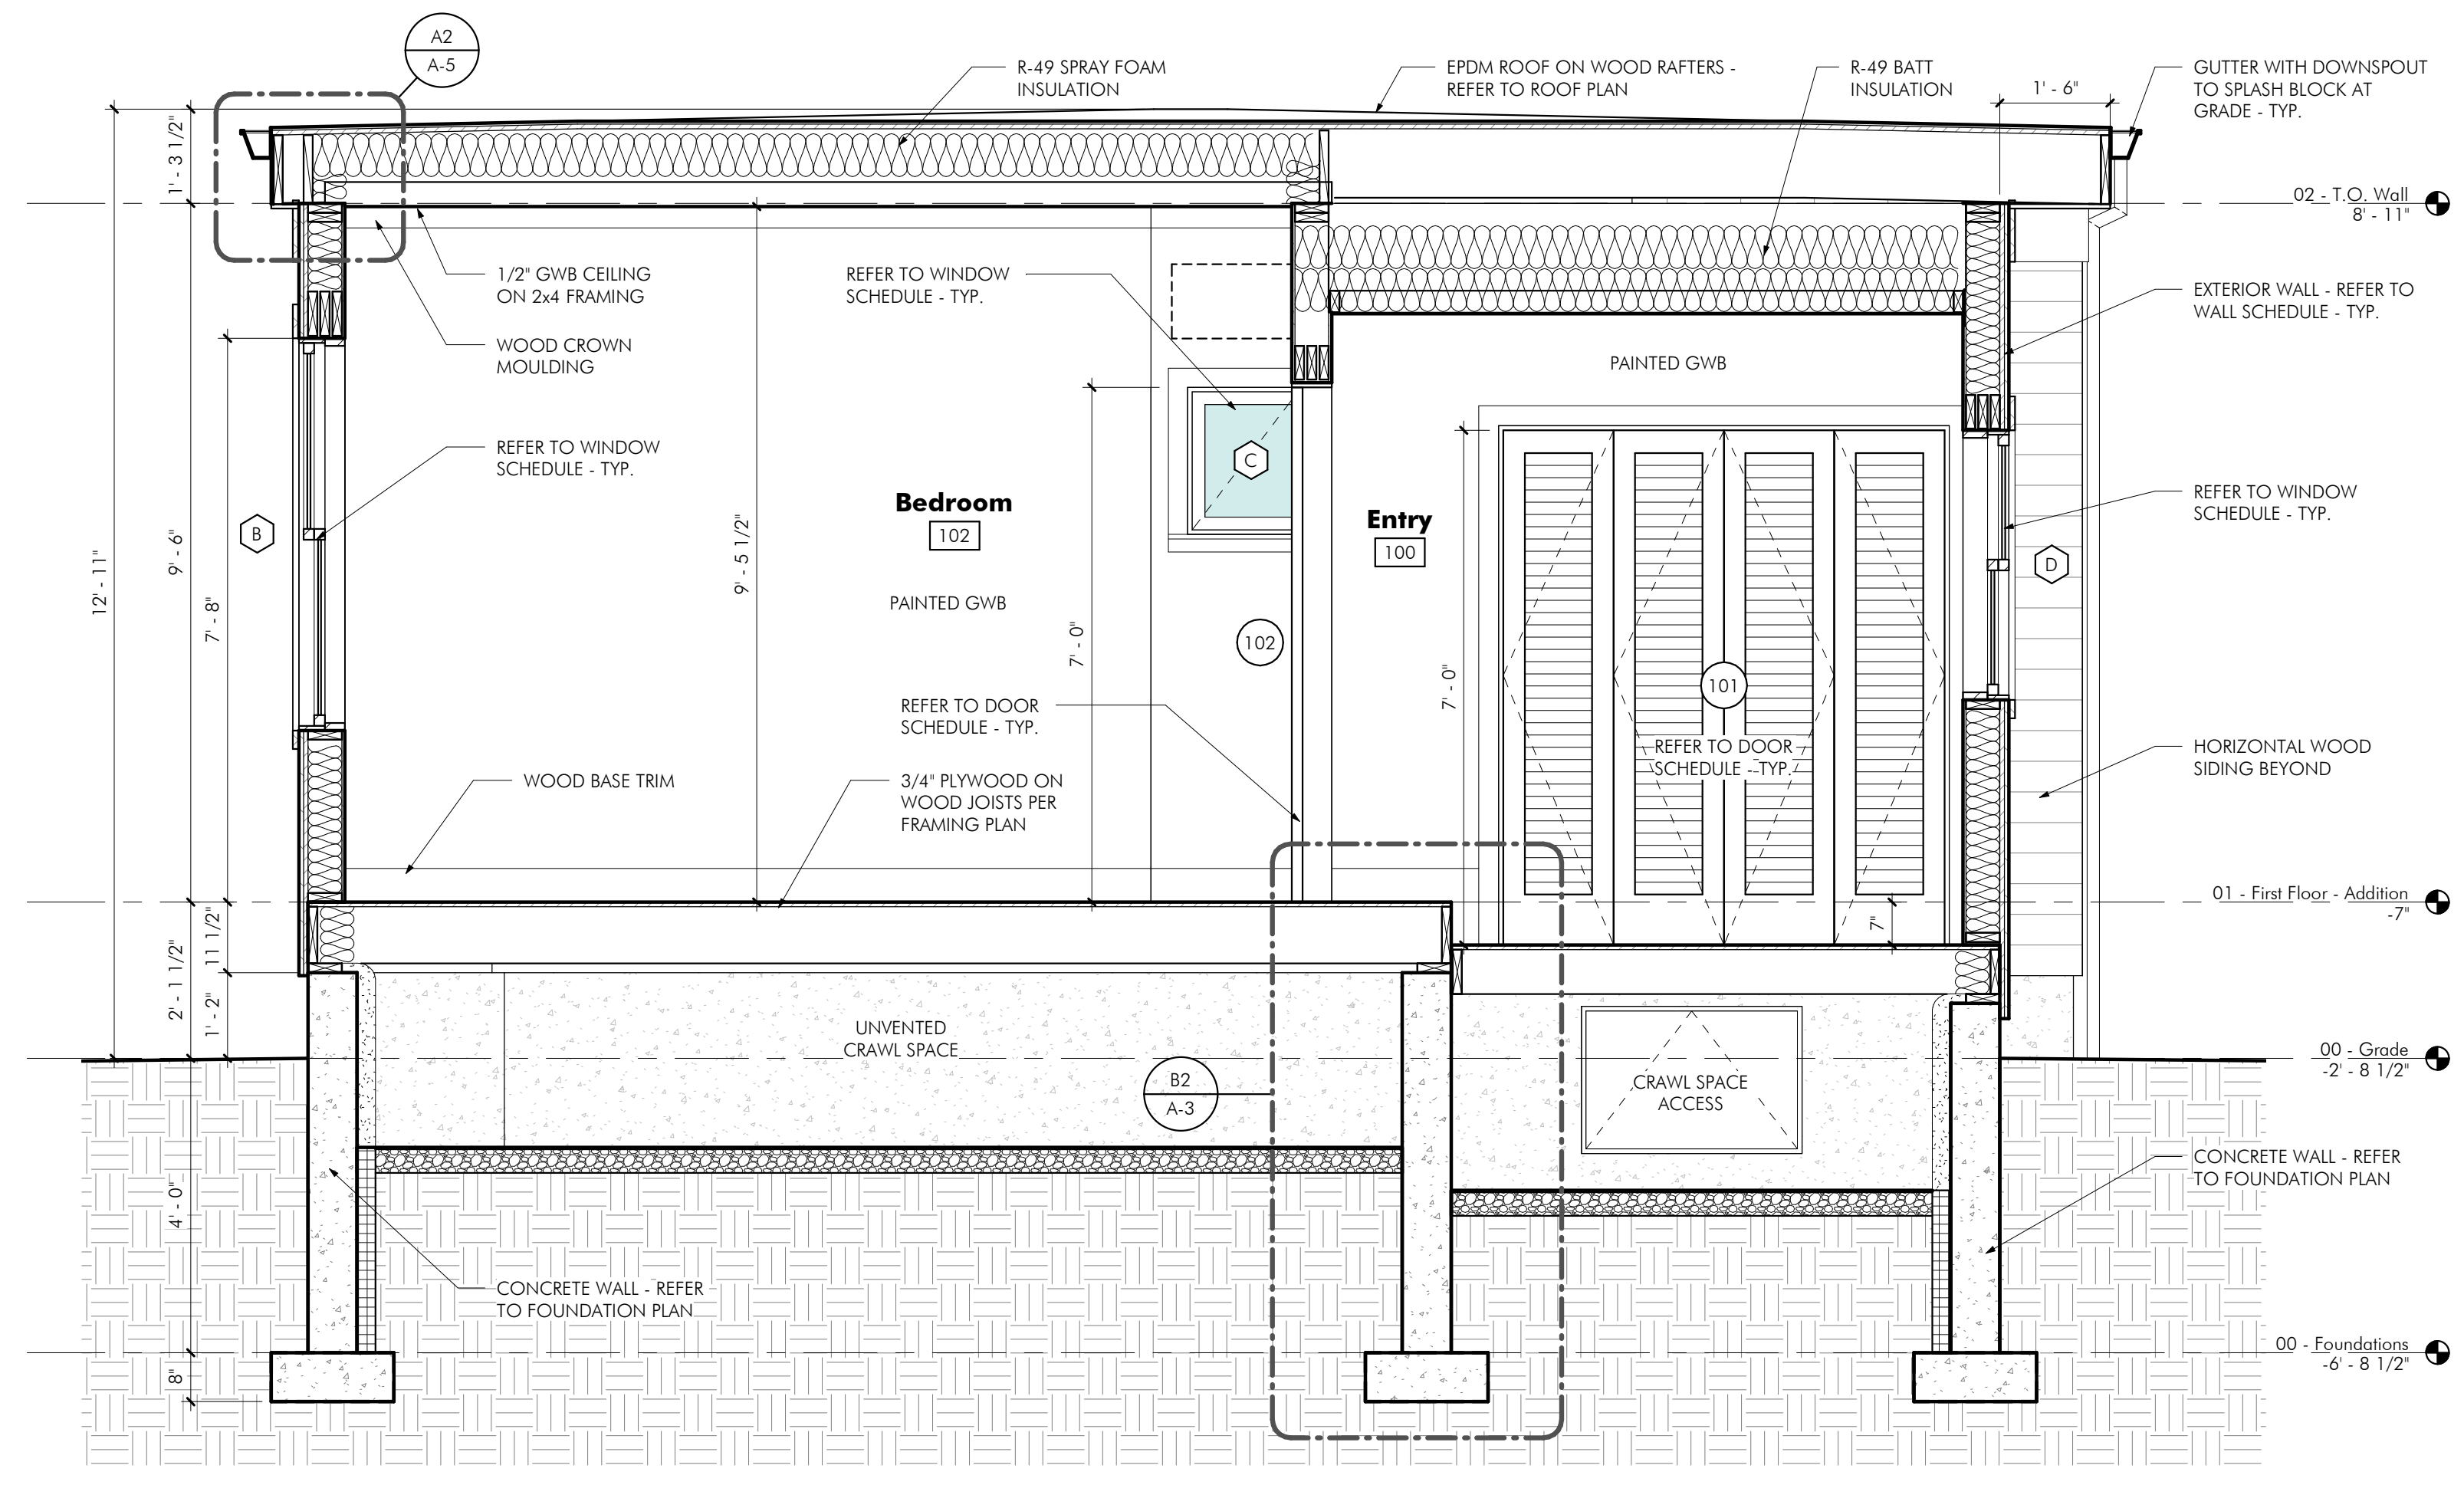 A2
A-5
R-49 SPRAY FOAM
INSULATION
EPDM ROOF ON WOOD RAFTERS -
REFER TO ROOF PLAN
R-49 BATT
INSULATION
1' - 6"
GUTTER WITH DOWNSPOUT
TO SPLASH BLOCK AT
GRADE - TYP.
1' - 3 1/2"
02 - T.O. Wall
8' - 11"
1/2" GWB CEILING
ON 2x4 FRAMING
REFER TO WINDOW
SCHEDULE - TYP.
EXTERIOR WALL - REFER TO
WALL SCHEDULE - TYP.
WOOD CROWN
MOULDING
PAINTED GWB
REFER TO WINDOW
SCHEDULE - TYP.
C
Bedroom
102
Entry
100
REFER TO WINDOW
SCHEDULE - TYP.
B
D
12' - 11"
9' - 6"
7' - 8"
9' - 5 1/2"
PAINTED GWB
7' - 0"
102
7' - 0"
101
REFER TO DOOR
SCHEDULE - TYP.
REFER TO DOOR
SCHEDULE - TYP.
HORIZONTAL WOOD
SIDING BEYOND
WOOD BASE TRIM
3/4" PLYWOOD ON
WOOD JOISTS PER
FRAMING PLAN
01 - First Floor - Addition
-7"
7"
2' - 1 1/2"
11 1/2"
1' - 2"
UNVENTED
CRAWL SPACE
00 - Grade
-2' - 8 1/2"
B2
A-3
CRAWL SPACE
ACCESS
CONCRETE WALL - REFER
TO FOUNDATION PLAN
4' - 0"
CONCRETE WALL - REFER
TO FOUNDATION PLAN
00 - Foundations
-6' - 8 1/2"
8"